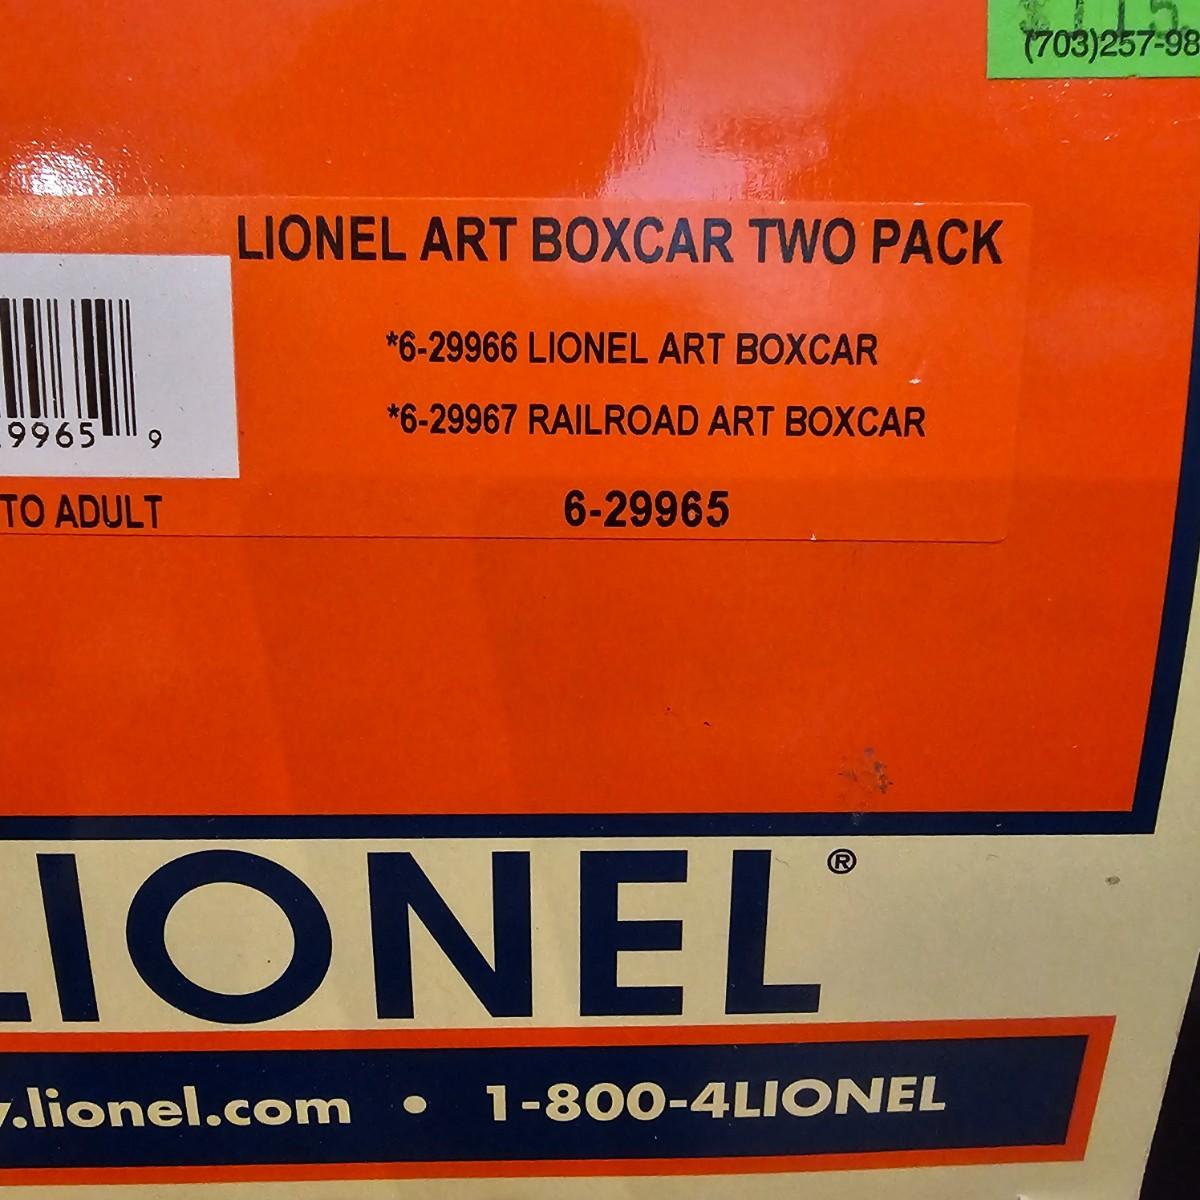 (703)257-98
LIONEL ART BOXCAR TWO PACK
*6-29966 LIONEL ART BOXCAR
*6-29967 RAILROAD ART BOXCAR
9965 9
TO ADULT
6-29965
LIONEL®
.lionel.com • 1-800-4LIONEL